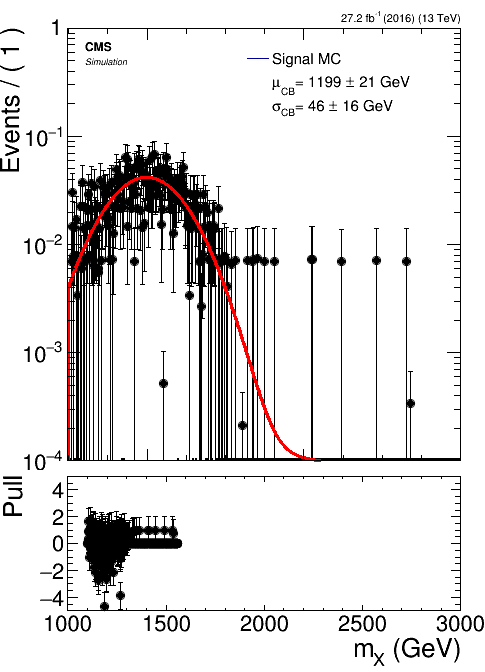 27.2 fb⁻¹ (2016) (13 TeV)
CMS
Simulation
Signal MC
μ_CB = 1199 ± 21 GeV
σ_CB = 46 ± 16 GeV
Events / ( 1 )
1
10⁻¹
10⁻²
10⁻³
10⁻⁴
Pull
4
2
0
−2
−4
1000 1500 2000 2500 3000
m_X (GeV)